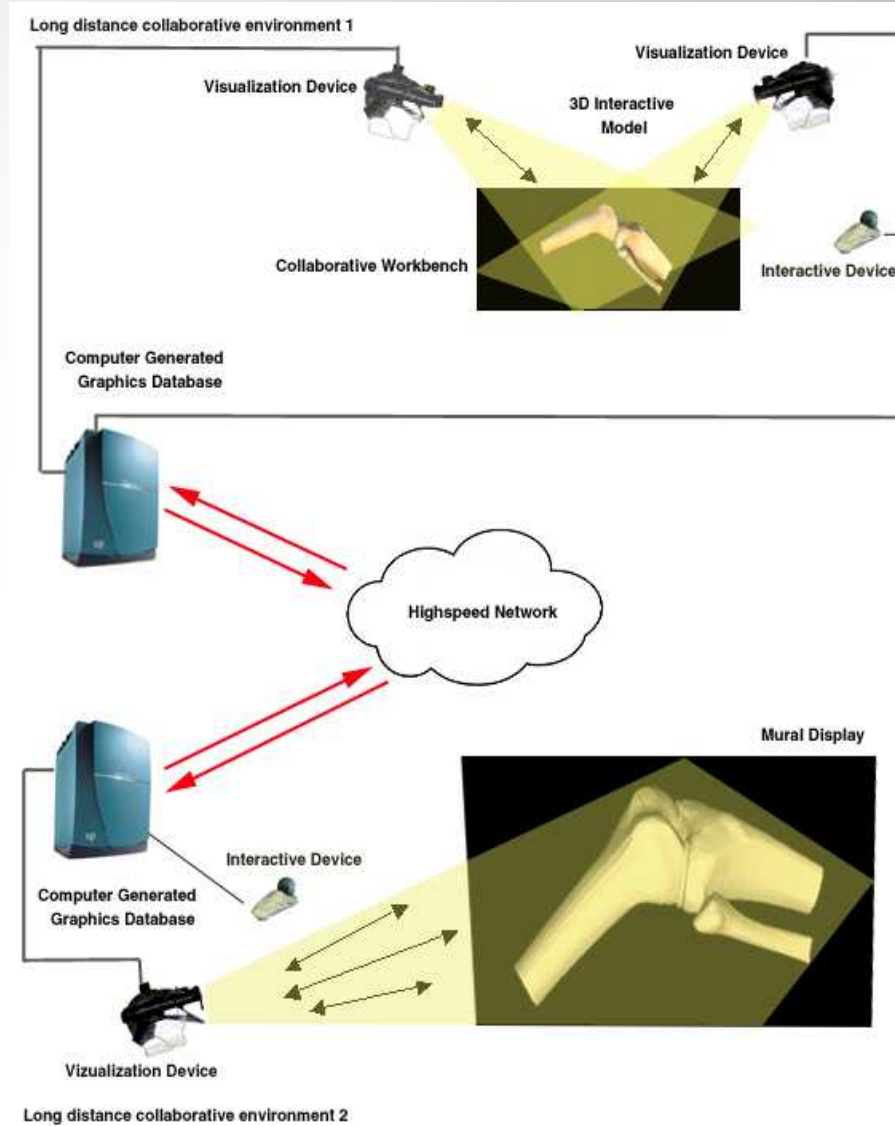 Long distance collaborative environment 1
Visualization Device
Visualization Device
3D Interactive
Model
Collaborative Workbench
Interactive Device
Computer Generated
Graphics Database
Highspeed Network
Mural Display
Interactive Device
Computer Generated
Graphics Database
Vizualization Device
Long distance collaborative environment 2